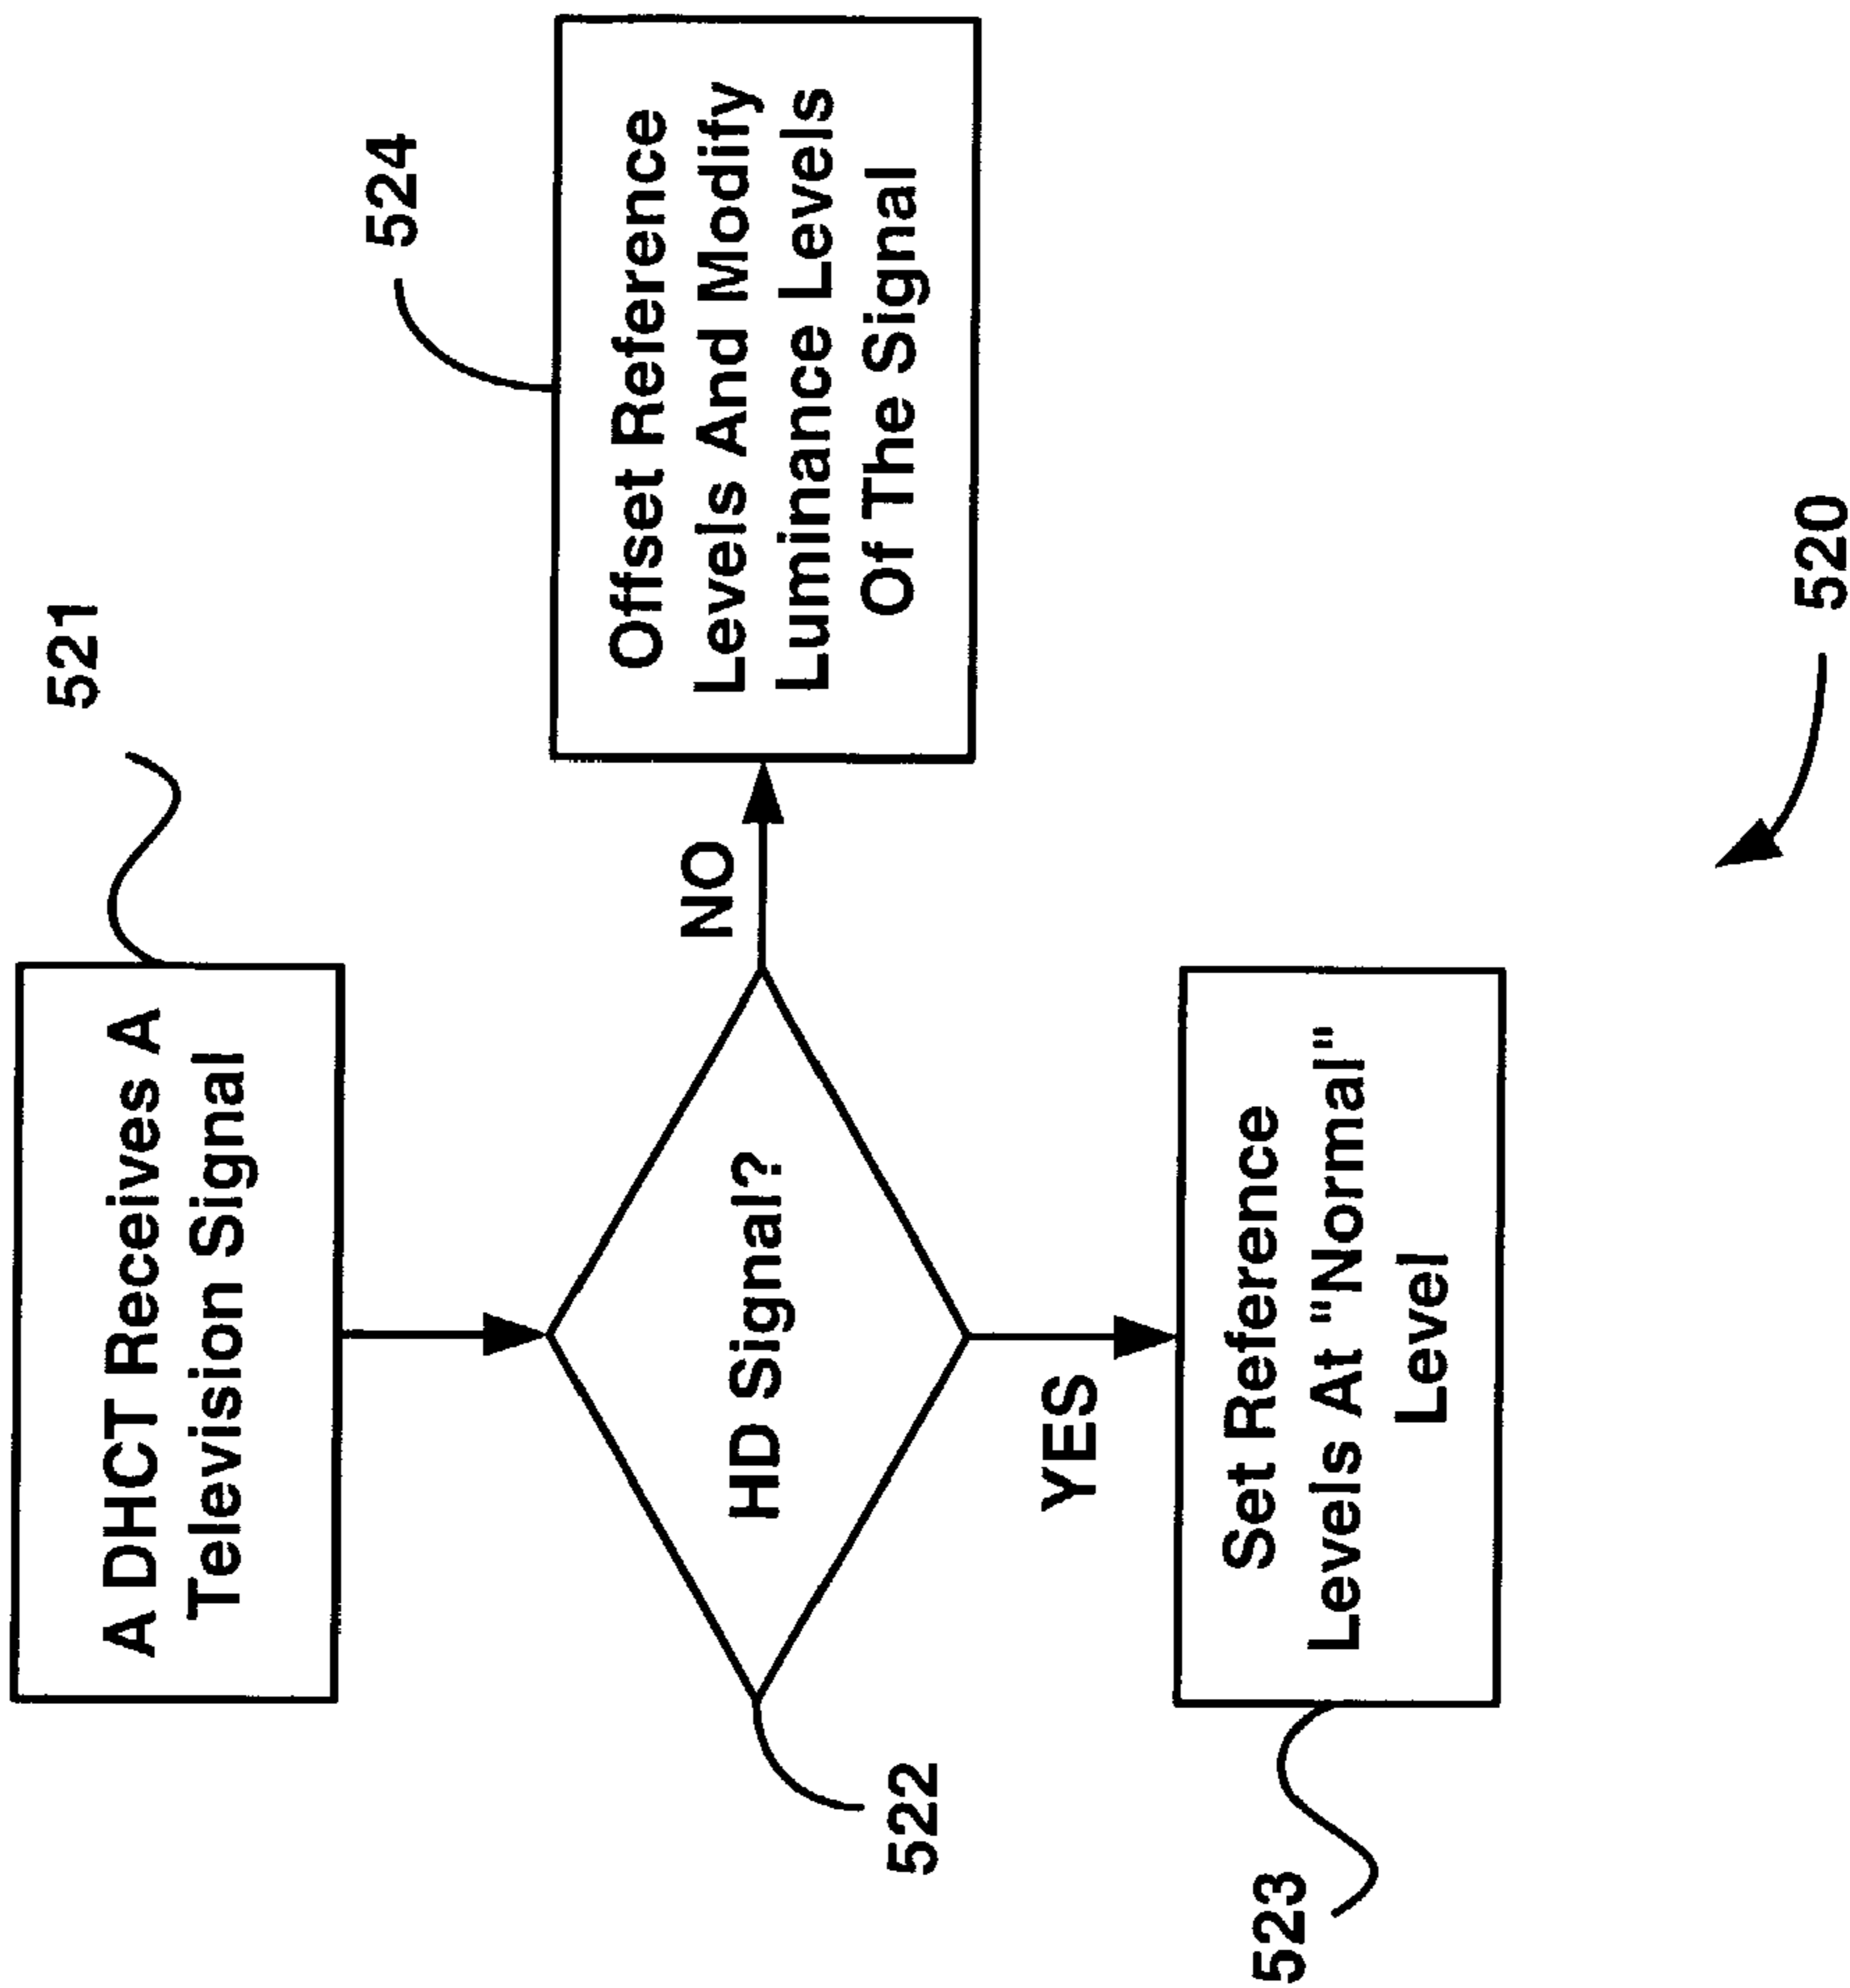 521
A DHCT Receives A
Television Signal
522
HD Signal?
NO
524
Offset Reference
Levels And Modify
Luminance Levels
Of The Signal
YES
523
Set Reference
Levels At "Normal"
Level
520